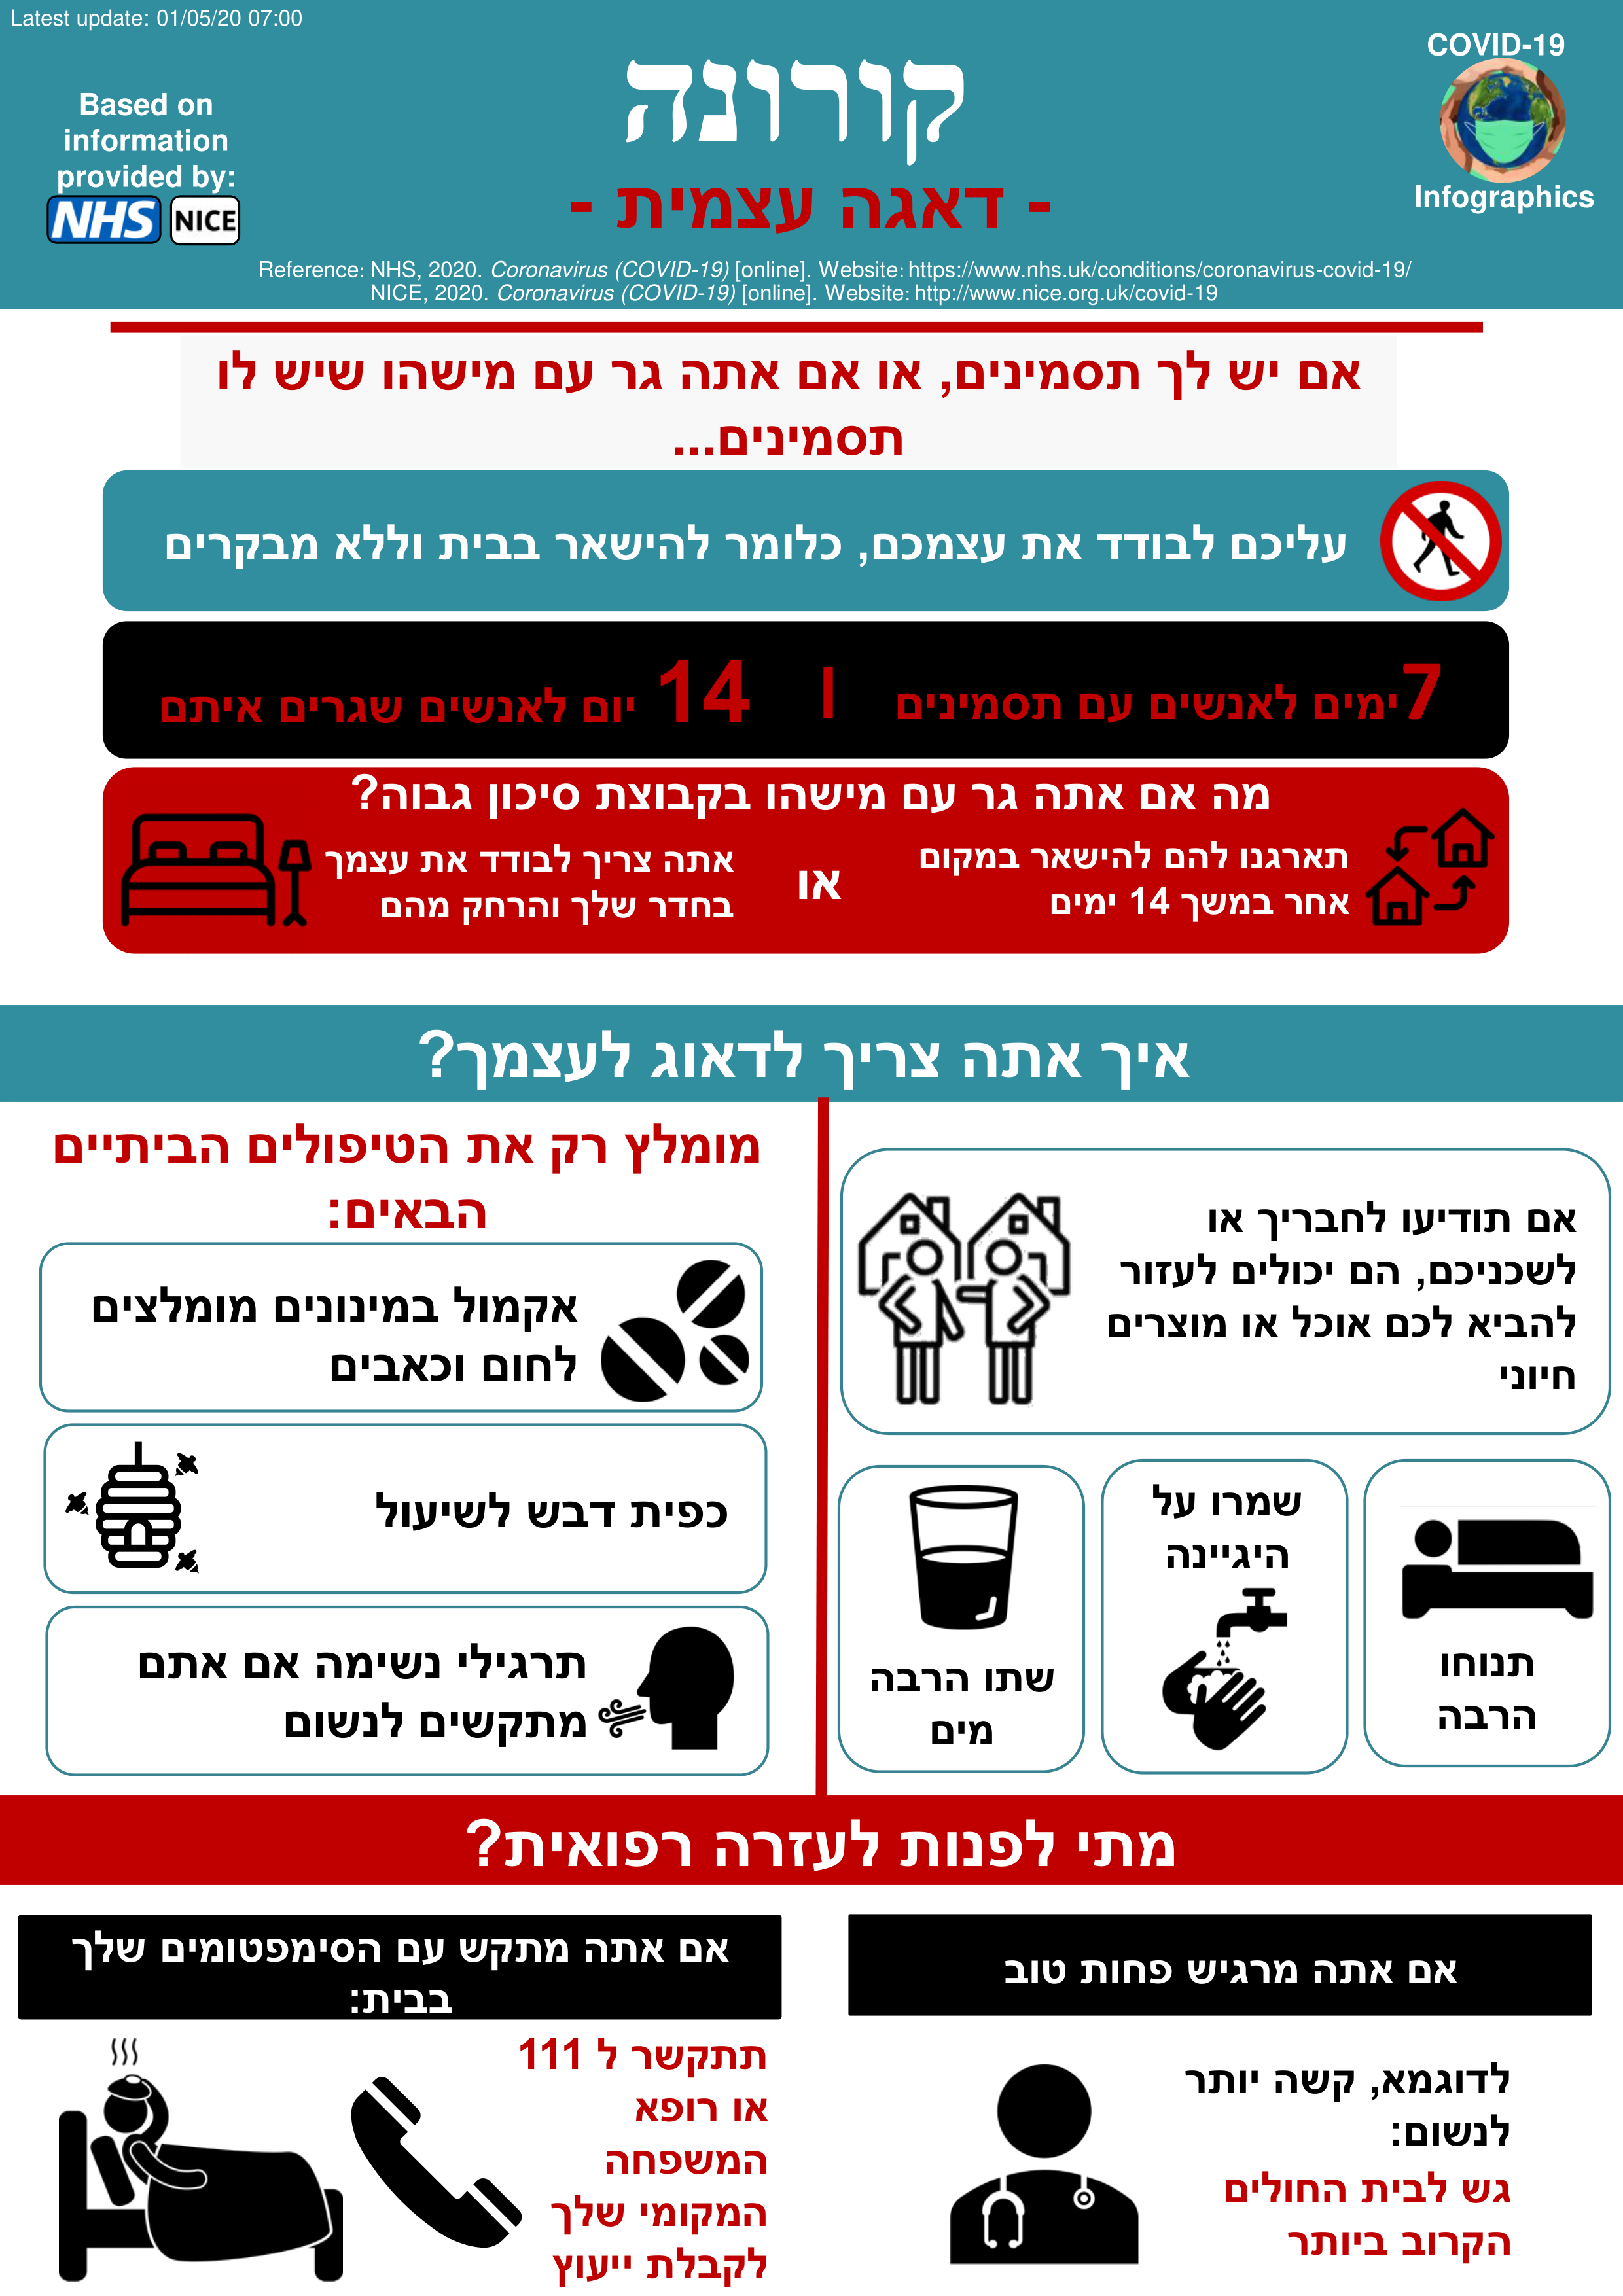 Latest update: 01/05/20 07:00
Based on
information
provided by:
NHS NICE
קורונה
- דאגה עצמית -
COVID-19
Infographics
Reference: NHS, 2020. Coronavirus (COVID-19) [online]. Website: https://www.nhs.uk/conditions/coronavirus-covid-19/
NICE, 2020. Coronavirus (COVID-19) [online]. Website: http://www.nice.org.uk/covid-19
אם יש לך תסמינים, או אם אתה גר עם מישהו שיש לו
תסמינים...
עליכם לבודד את עצמכם, כלומר להישאר בבית וללא מבקרים
7 ימים לאנשים עם תסמינים | 14 יום לאנשים שגרים איתם
מה אם אתה גר עם מישהו בקבוצת סיכון גבוה?
תארגנו להם להישאר במקום
אחר במשך 14 ימים
או
אתה צריך לבודד את עצמך
בחדר שלך והרחק מהם
איך אתה צריך לדאוג לעצמך?
אם תודיעו לחבריך או
לשכניכם, הם יכולים לעזור
להביא לכם אוכל או מוצרים
חיוני
תנוחו
הרבה
שמרו על
היגיינה
שתו הרבה
מים
מומלץ רק את הטיפולים הביתיים
הבאים:
אקמול במינונים מומלצים
לחום וכאבים
כפית דבש לשיעול
תרגילי נשימה אם אתם
מתקשים לנשום
מתי לפנות לעזרה רפואית?
אם אתה מרגיש פחות טוב
לדוגמא, קשה יותר
לנשום:
גש לבית החולים
הקרוב ביותר
אם אתה מתקש עם הסימפטומים שלך
בבית:
תתקשר ל 111
או רופא
המשפחה
המקומי שלך
לקבלת ייעוץ